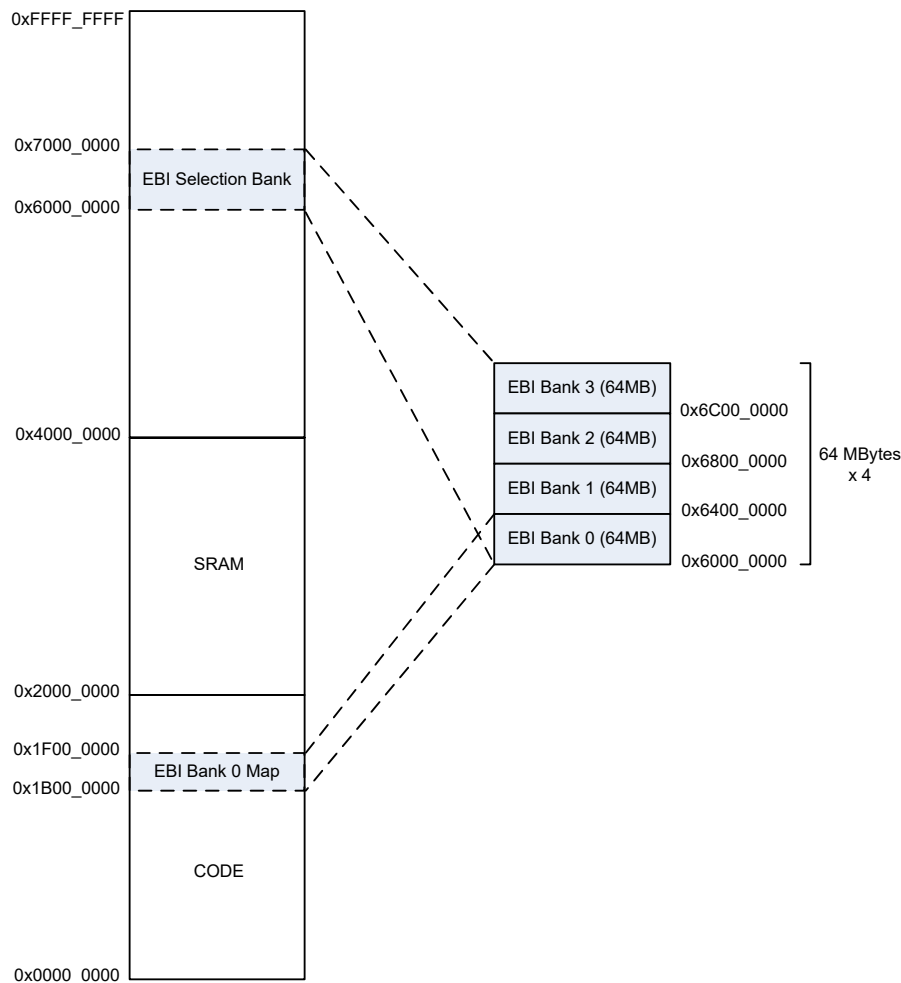 0xFFFF_FFFF
0x7000_0000
EBI Selection Bank
0x6000_0000
0x4000_0000
SRAM
0x2000_0000
0x1F00_0000
EBI Bank 0 Map
0x1B00_0000
CODE
0x0000_0000
EBI Bank 3 (64MB)
0x6C00_0000
EBI Bank 2 (64MB)
0x6800_0000
EBI Bank 1 (64MB)
0x6400_0000
EBI Bank 0 (64MB)
0x6000_0000
64 MBytes
x 4